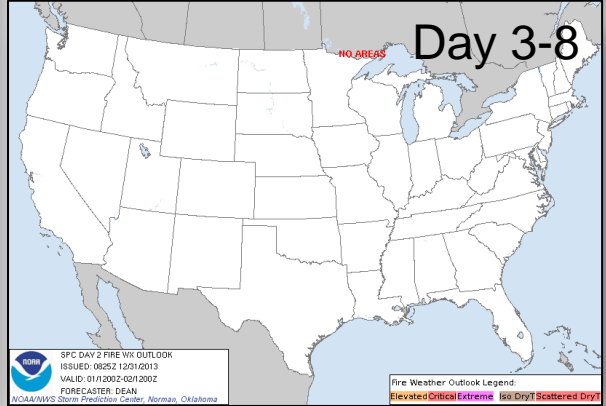 Day 3-8
NO AREAS
NOAA
SPC DAY 2 FIRE WX OUTLOOK
ISSUED: 0825Z 12/31/2013
VALID: 01/1200Z-02/1200Z
FORECASTER: DEAN
NOAA/NWS Storm Prediction Center, Norman, Oklahoma
Fire Weather Outlook Legend:
Elevated Critical Extreme Iso DryT Scattered DryT